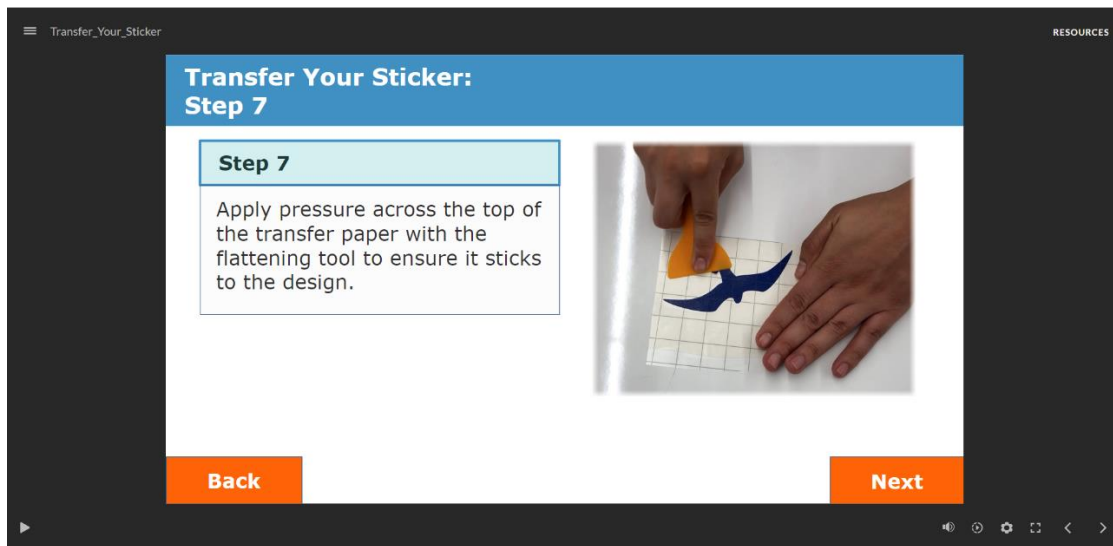 Transfer_Your_Sticker
RESOURCES
Transfer Your Sticker:
Step 7
Step 7
Apply pressure across the top of
the transfer paper with the
flattening tool to ensure it sticks
to the design.
Back
Next